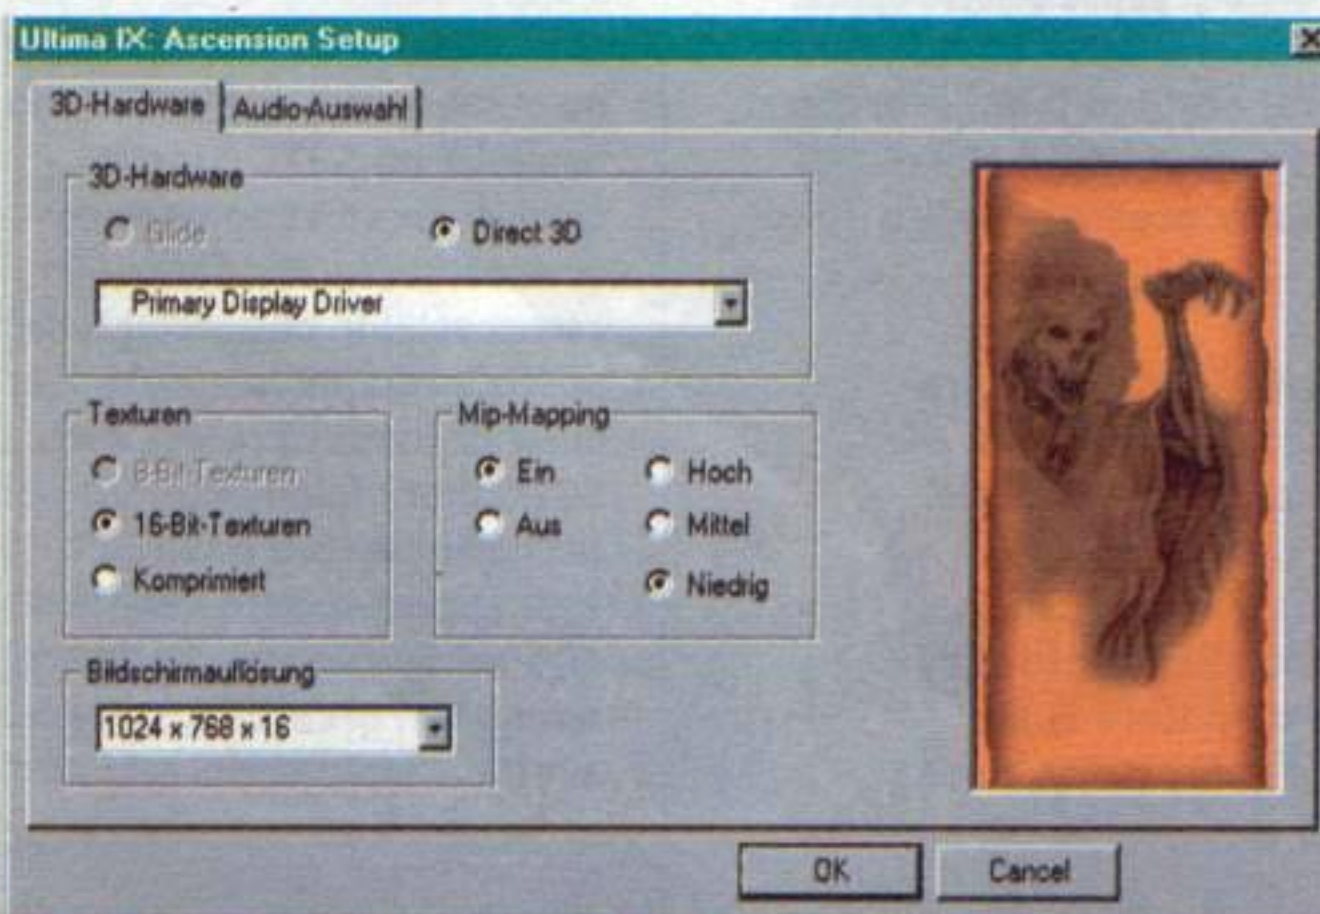 Ultima IX: Ascension Setup
3D-Hardware Audio-Auswahl
3D-Hardware
Glide Direct 3D
Primary Display Driver
Texturen
8-Bit-Texturen
16-Bit-Texturen
Komprimiert
Mip-Mapping
Ein Hoch
Aus Mittel
Niedrig
Bildschirmauflösung
1024 x 768 x 16
OK Cancel